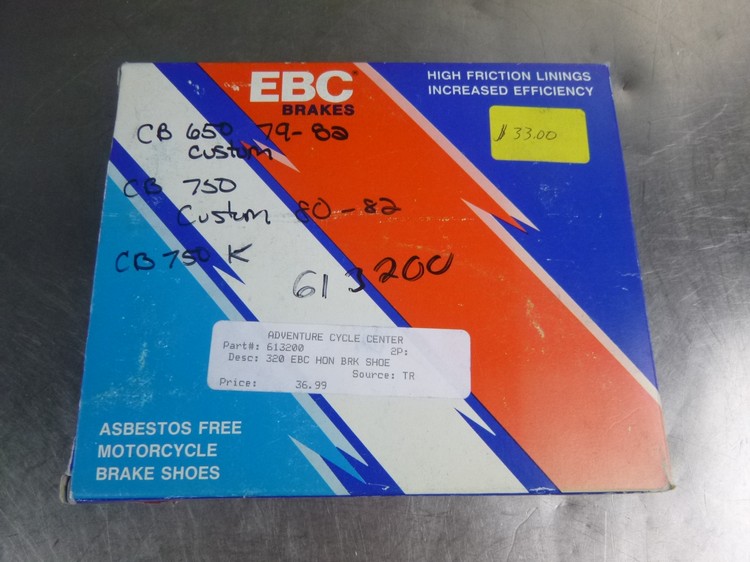 EBC
BRAKES
HIGH FRICTION LININGS
INCREASED EFFICIENCY
$33.00
CB 650 79-82
Custom
CB 750
Custom 80-82
CB 750 K
613200
ADVENTURE CYCLE CENTER
Part#: 613200 2P:
Desc: 320 EBC HON BRK SHOE
Source: TR
Price: 36.99
ASBESTOS FREE
MOTORCYCLE
BRAKE SHOES